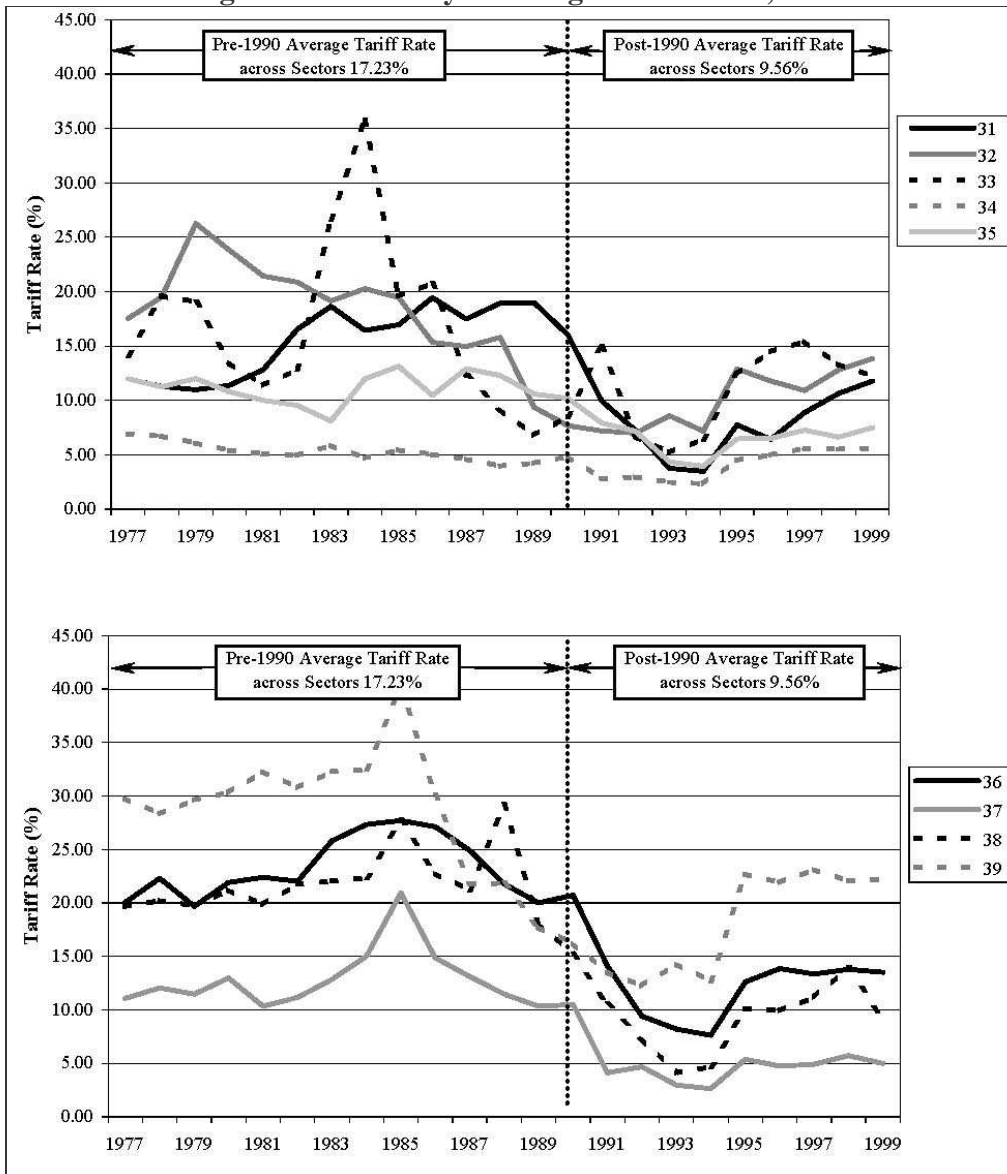 Pre-1990 Average Tariff Rate
across Sectors 17.23%
Post-1990 Average Tariff Rate
across Sectors 9.56%
45.00
40.00
35.00
30.00
25.00
20.00
15.00
10.00
5.00
0.00
Tariff Rate (%)
1977 1979 1981 1983 1985 1987 1989 1991 1993 1995 1997 1999
31
32
33
34
35
Pre-1990 Average Tariff Rate
across Sectors 17.23%
Post-1990 Average Tariff Rate
across Sectors 9.56%
45.00
40.00
35.00
30.00
25.00
20.00
15.00
10.00
5.00
0.00
Tariff Rate (%)
1977 1979 1981 1983 1985 1987 1989 1991 1993 1995 1997 1999
36
37
38
39